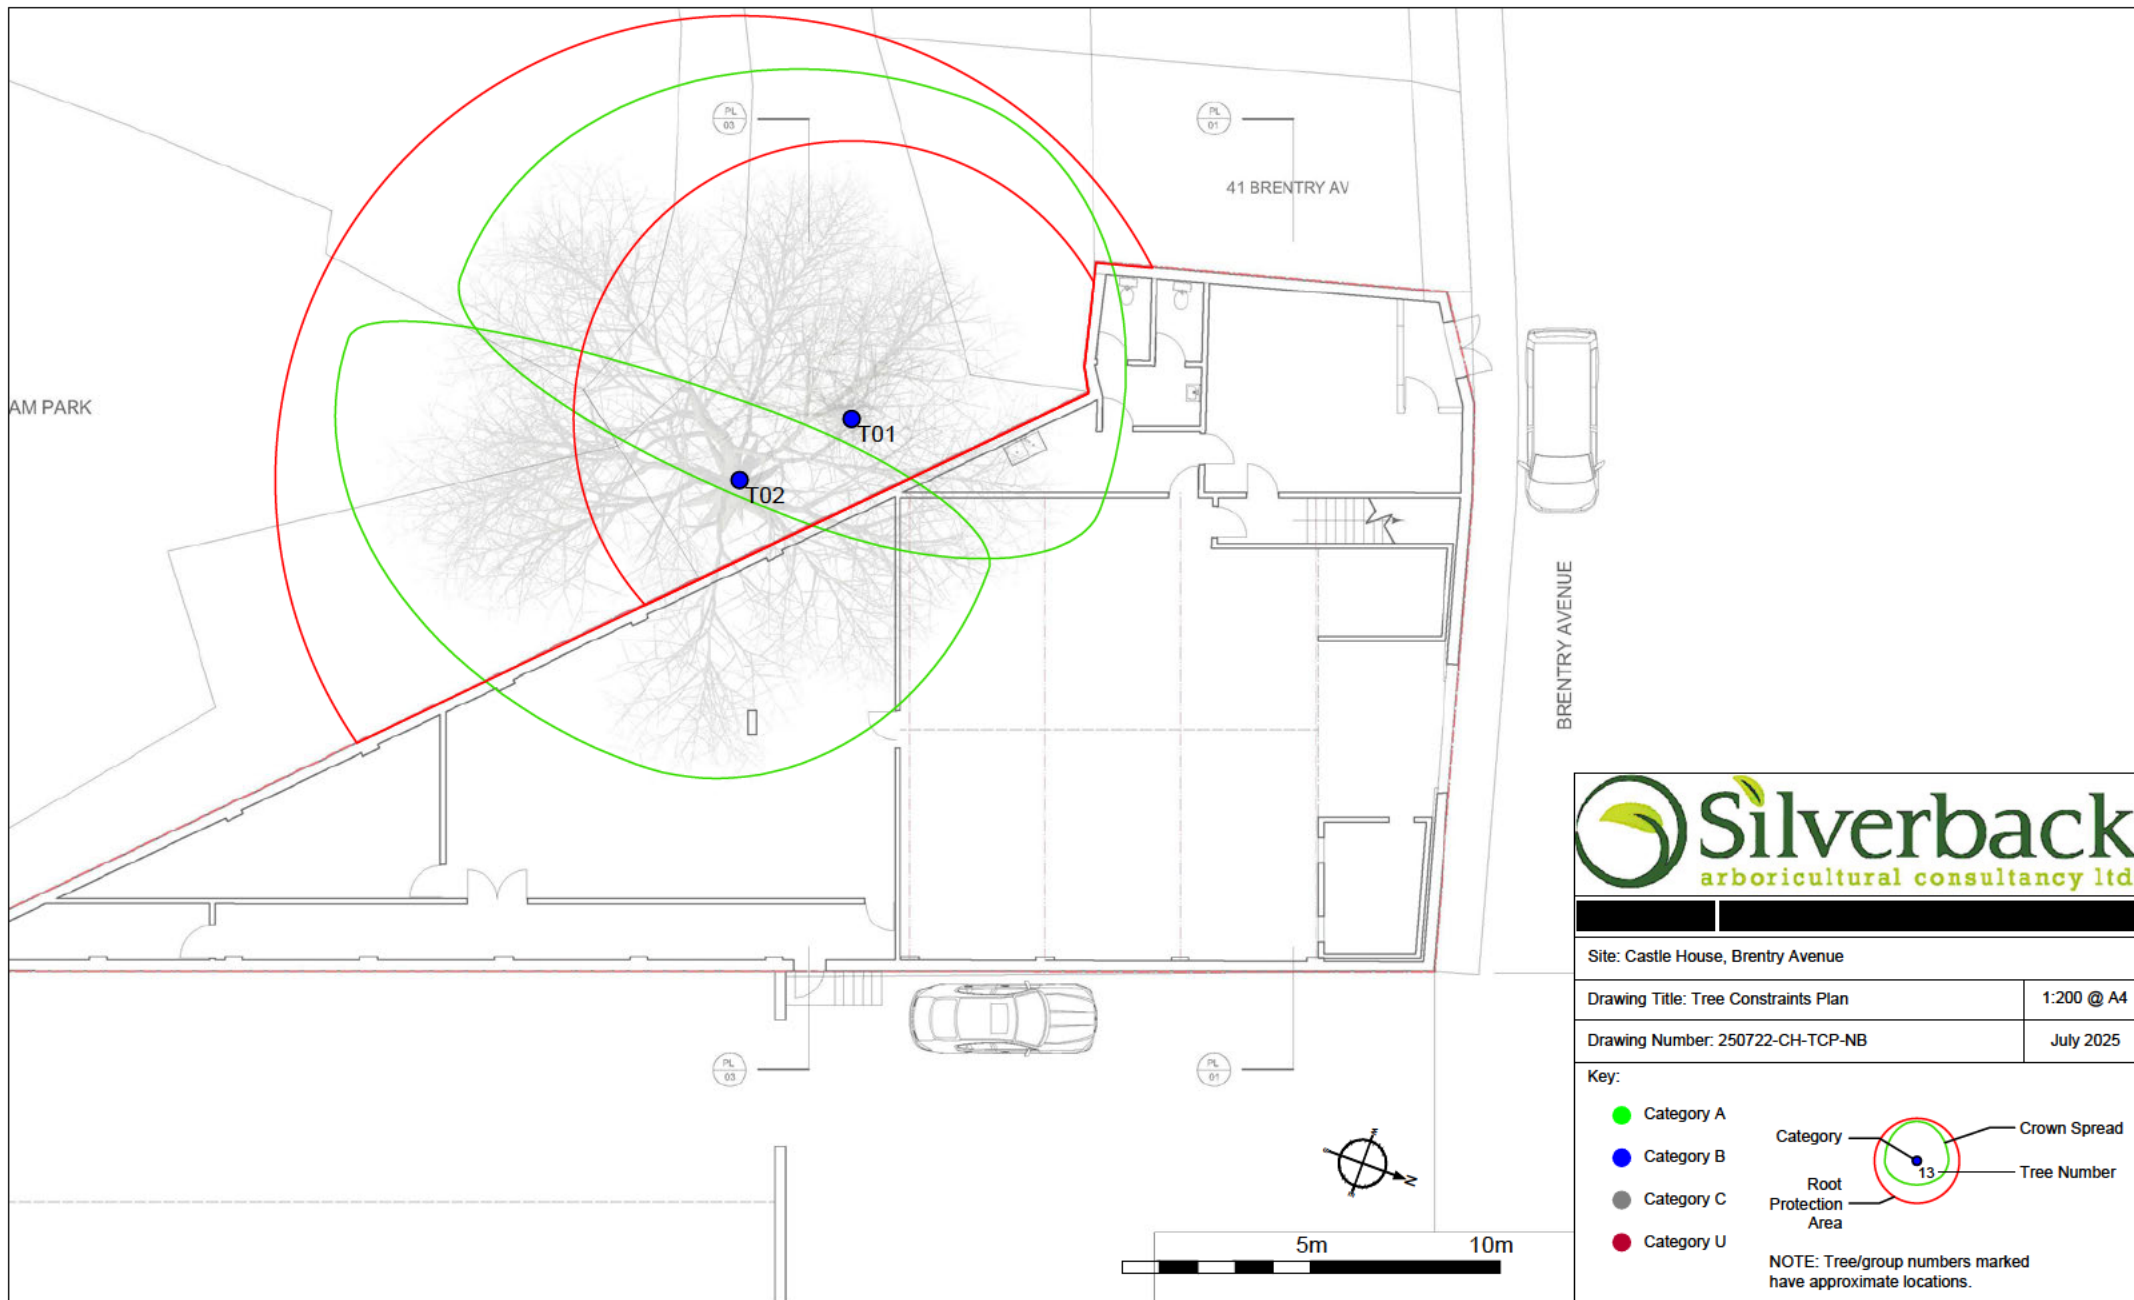 PL
03
PL
01
41 BRENTRY AV
AM PARK
T01
T02
BRENTRY AVENUE
PL
03
PL
01
N
5m 10m
Silverback
arboricultural consultancy ltd
Site: Castle House, Brentry Avenue
Drawing Title: Tree Constraints Plan 1:200 @ A4
Drawing Number: 250722-CH-TCP-NB July 2025
Key:
Category A
Category B
Category C
Category U
Category
Crown Spread
13
Tree Number
Root
Protection
Area
NOTE: Tree/group numbers marked
have approximate locations.